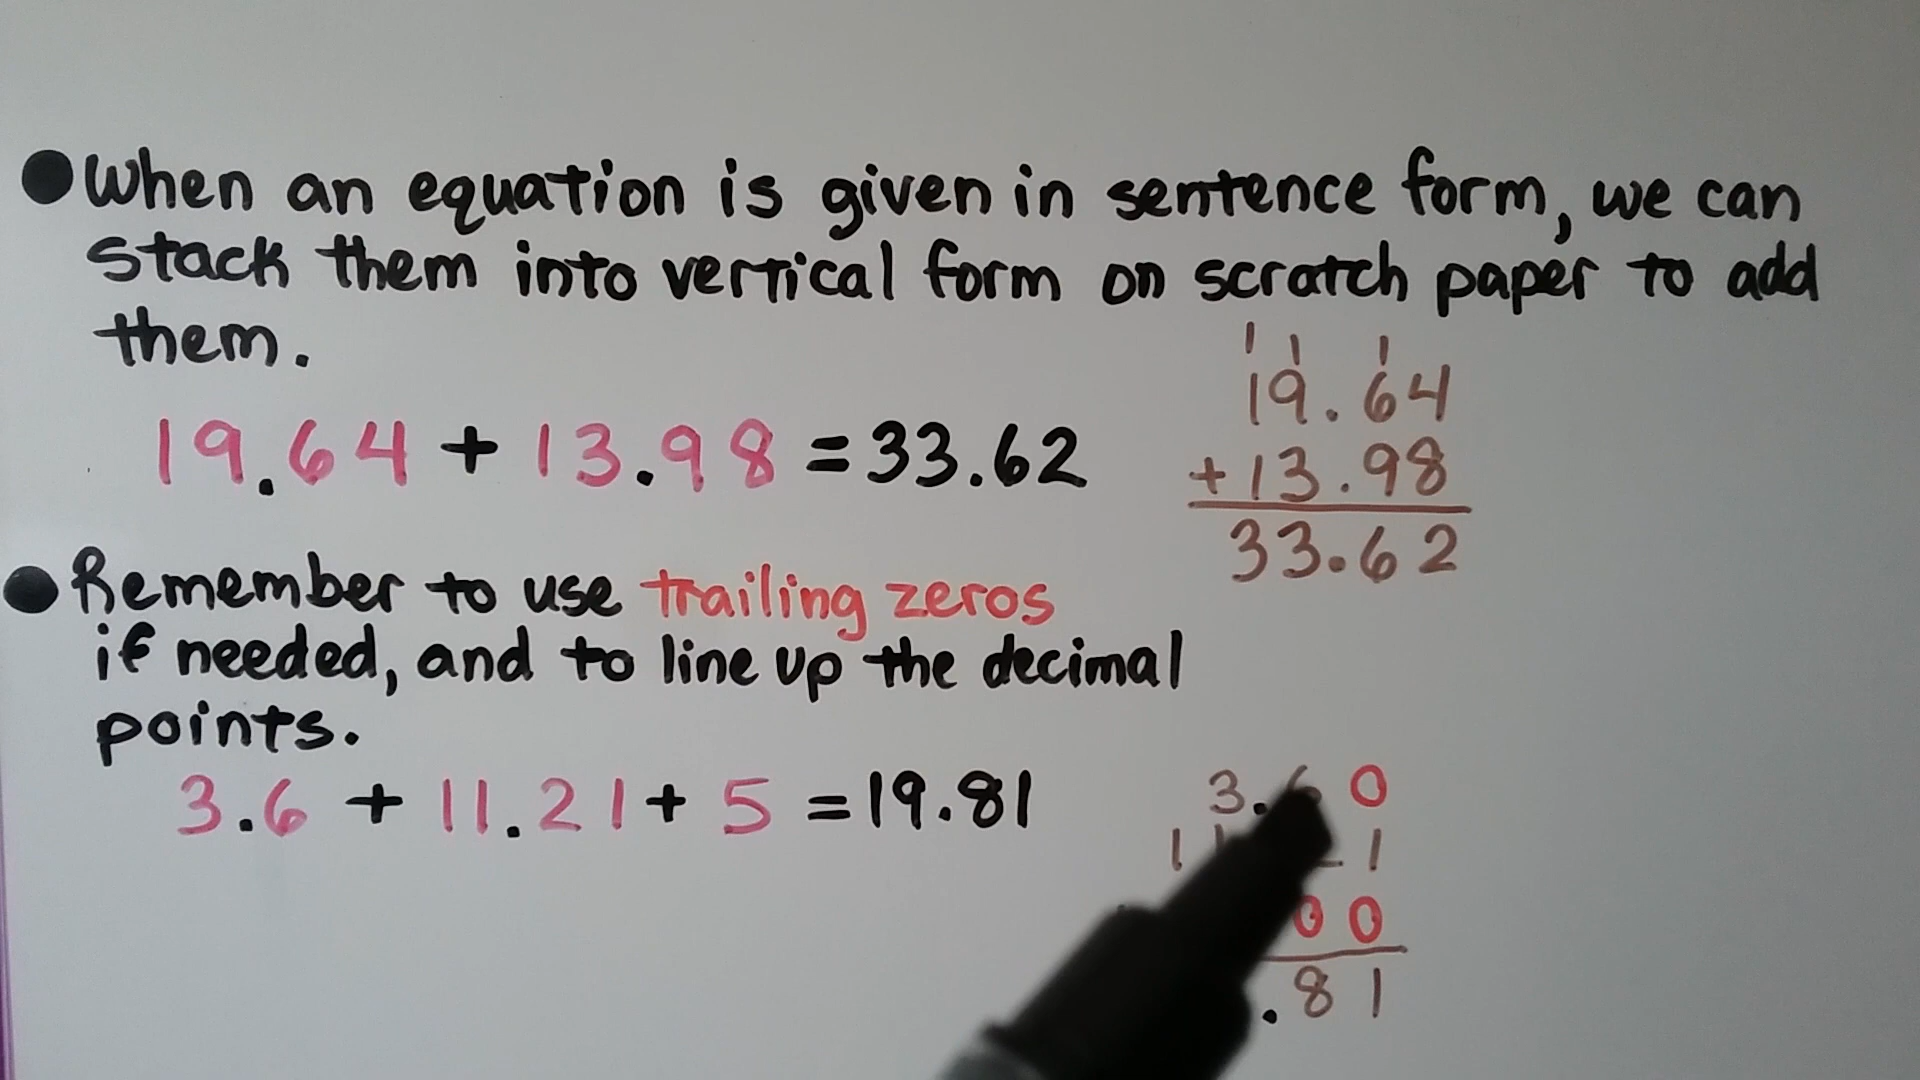 When an equation is given in sentence form, we can
stack them into vertical form on scratch paper to add
them.
1 1 1
19.64
19.64 + 13.98 = 33.62
+ 13.98
33.62
Remember to use trailing zeros
if needed, and to line up the decimal
points.
3.6 + 11.21 + 5 = 19.81
3.60
1 1
00
.81